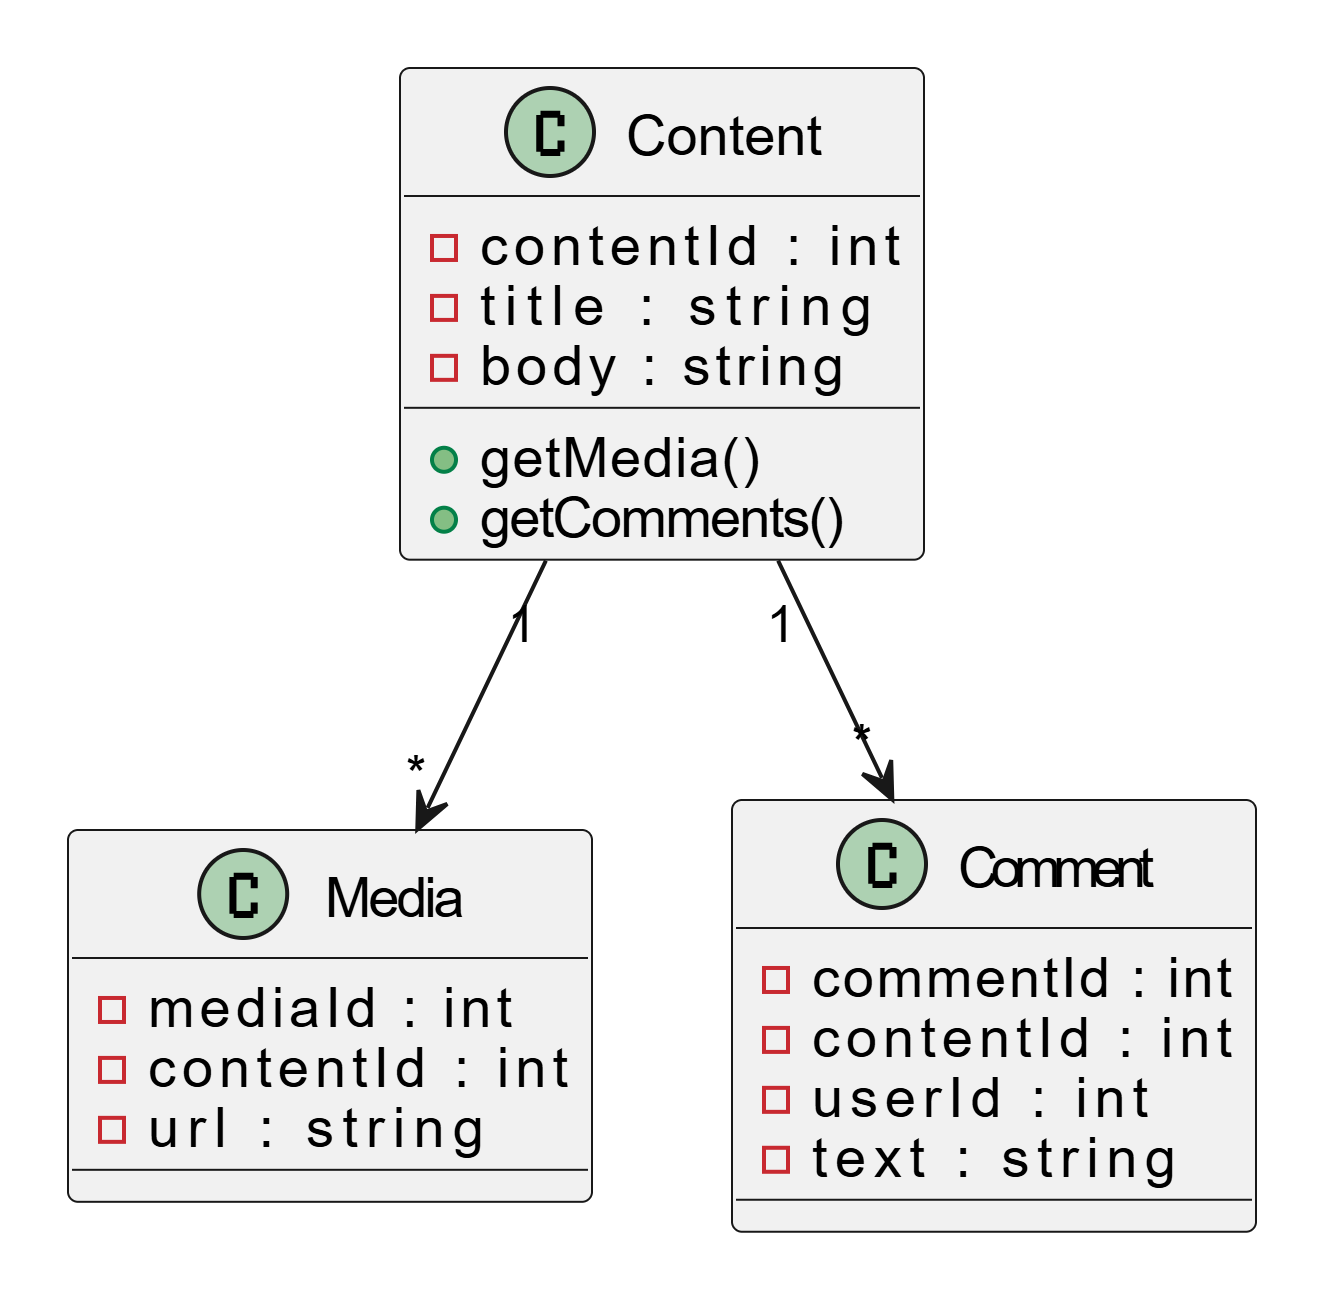 C Content
contentId : int
title : string
body : string
getMedia()
getComments()
1
1
*
*
C Media
mediaId : int
contentId : int
url : string
C Comment
commentId : int
contentId : int
userId : int
text : string